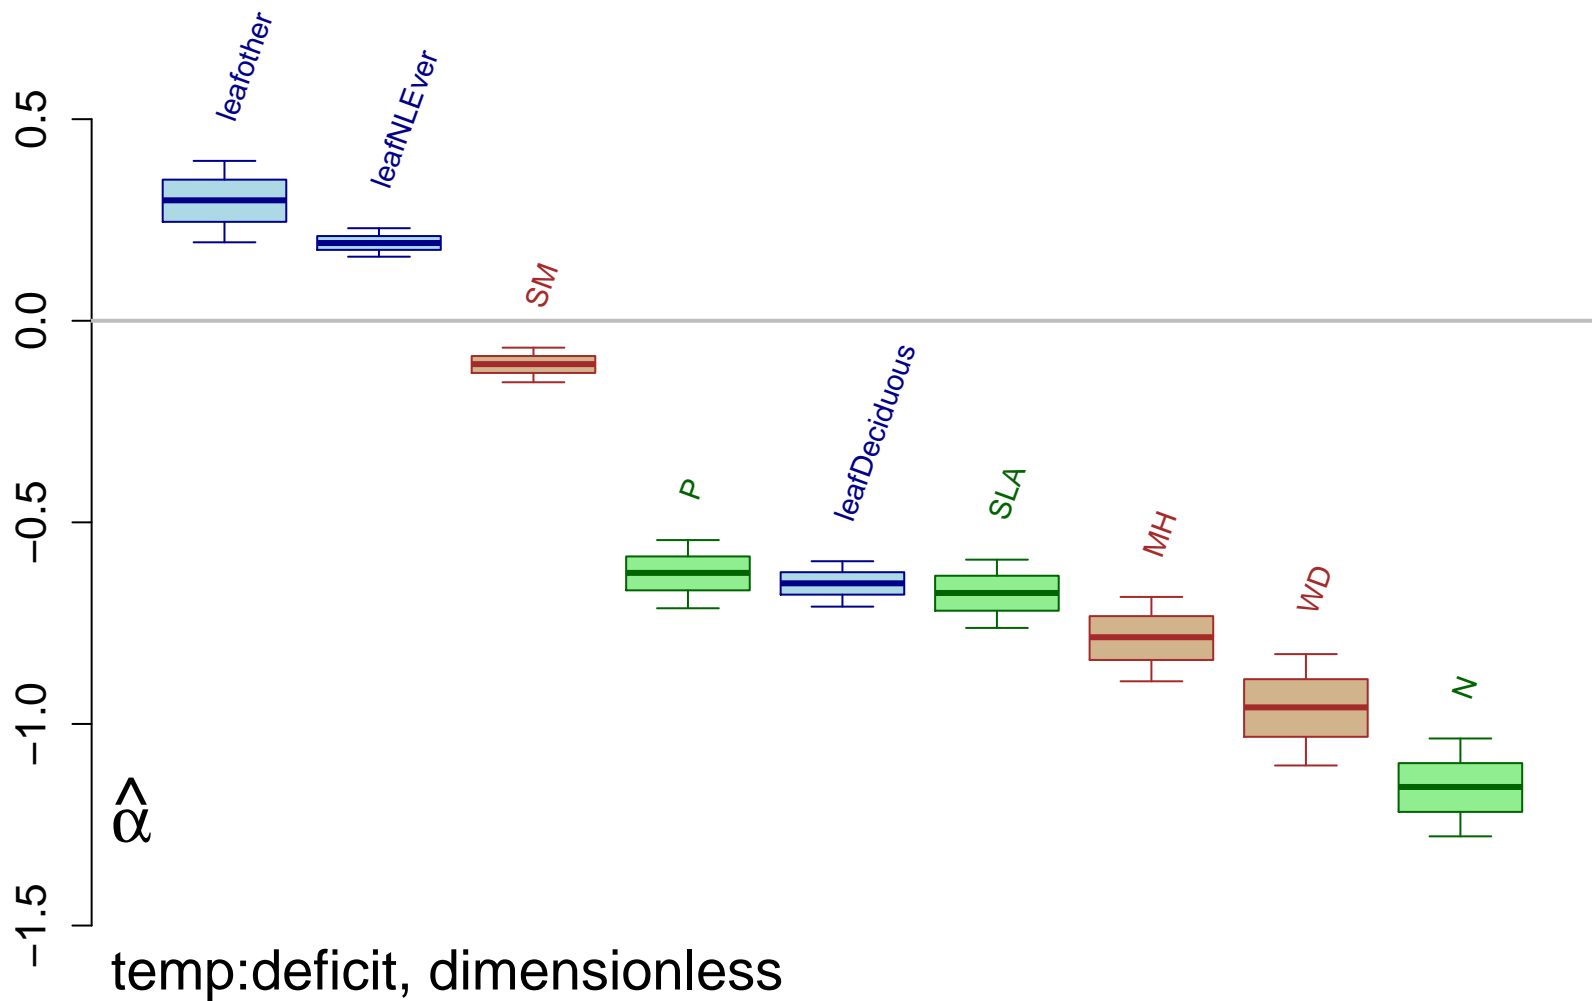 leafother
leafNLEver
SM
P
leafDeciduous
SLA
MH
WD
N
0.5
0.0
−0.5
−1.0
−1.5
α̂
temp:deficit, dimensionless